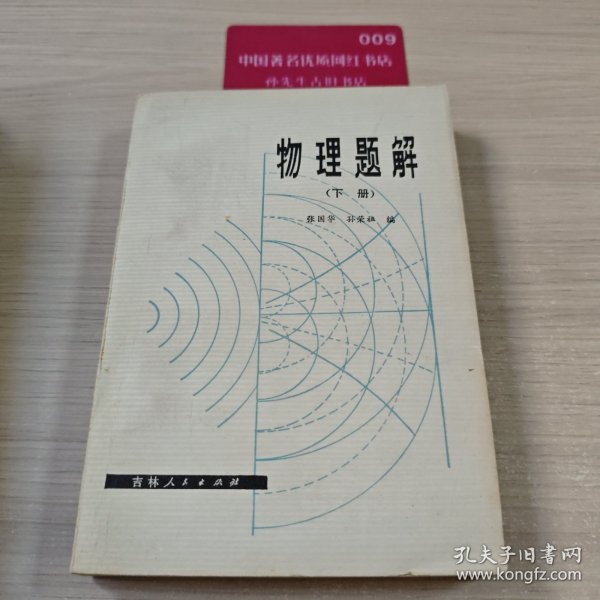 009
中国著名优质网红书店
孙先生古旧书店
物理题解
（下册）
张国华 孙荣祖 编
吉林人民出版社
孔夫子旧书网
www.kongfz.com